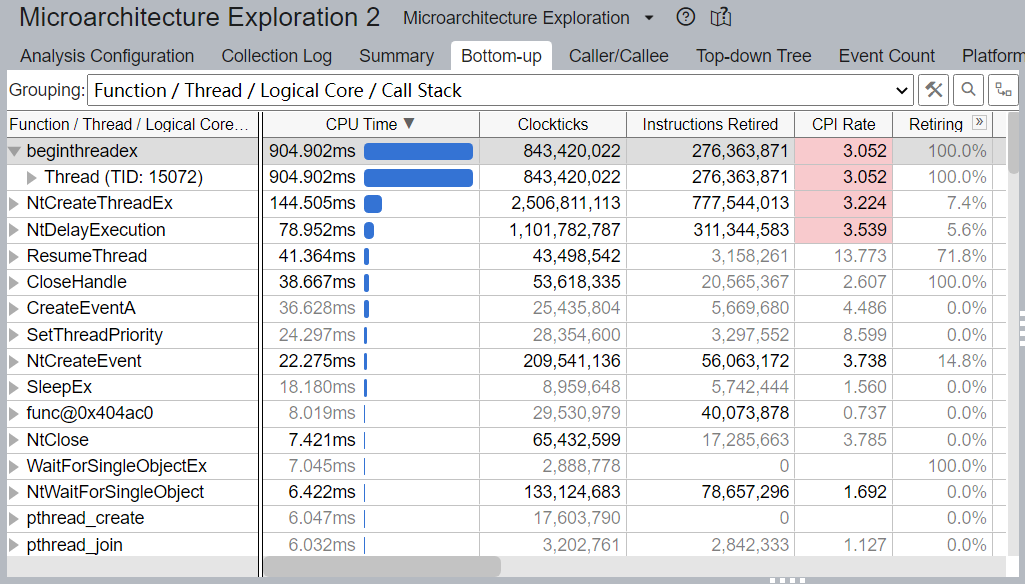 Microarchitecture Exploration 2 Microarchitecture Exploration
Analysis Configuration Collection Log Summary Bottom-up Caller/Callee Top-down Tree Event Count Platform
Grouping: Function / Thread / Logical Core / Call Stack
Function / Thread / Logical Core… CPU Time ▼ Clockticks Instructions Retired CPI Rate Retiring »
beginthreadex 904.902ms 843,420,022 276,363,871 3.052 100.0%
Thread (TID: 15072) 904.902ms 843,420,022 276,363,871 3.052 100.0%
NtCreateThreadEx 144.505ms 2,506,811,113 777,544,013 3.224 7.4%
NtDelayExecution 78.952ms 1,101,782,787 311,344,583 3.539 5.6%
ResumeThread 41.364ms 43,498,542 3,158,261 13.773 71.8%
CloseHandle 38.667ms 53,618,335 20,565,367 2.607 100.0%
CreateEventA 36.628ms 25,435,804 5,669,680 4.486 0.0%
SetThreadPriority 24.297ms 28,354,600 3,297,552 8.599 0.0%
NtCreateEvent 22.275ms 209,541,136 56,063,172 3.738 14.8%
SleepEx 18.180ms 8,959,648 5,742,444 1.560 0.0%
func@0x404ac0 8.019ms 29,530,979 40,073,878 0.737 0.0%
NtClose 7.421ms 65,432,599 17,285,663 3.785 0.0%
WaitForSingleObjectEx 7.045ms 2,888,778 0 100.0%
NtWaitForSingleObject 6.422ms 133,124,683 78,657,296 1.692 0.0%
pthread_create 6.047ms 17,603,790 0 0.0%
pthread_join 6.032ms 3,202,761 2,842,333 1.127 0.0%